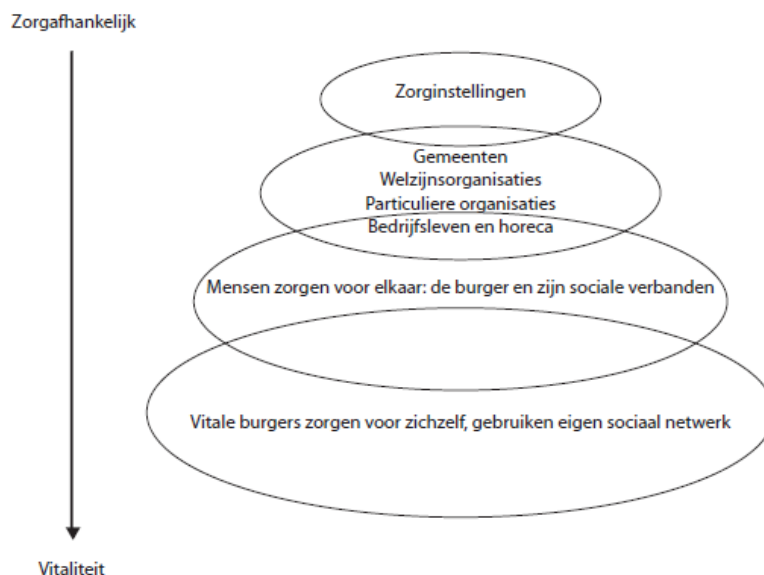 Zorgafhankelijk
Zorginstellingen
Gemeenten
Welzijnsorganisaties
Particuliere organisaties
Bedrijfsleven en horeca
Mensen zorgen voor elkaar: de burger en zijn sociale verbanden
Vitale burgers zorgen voor zichzelf, gebruiken eigen sociaal netwerk
Vitaliteit